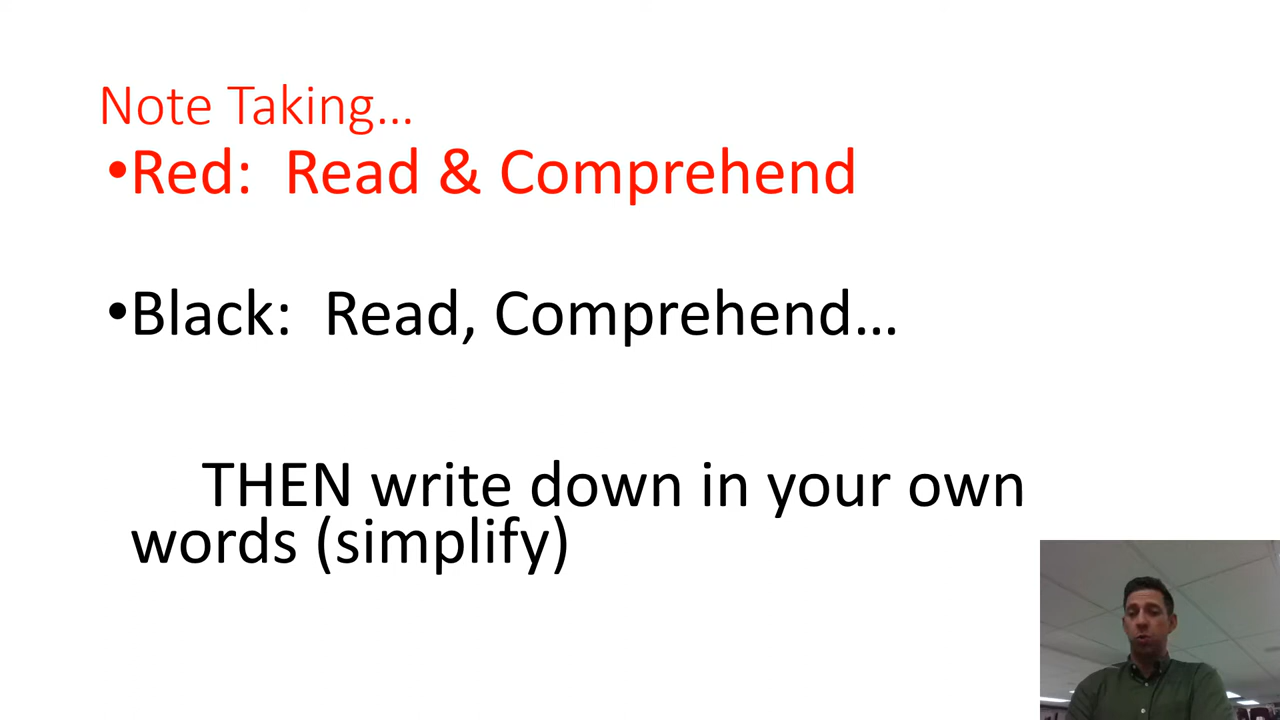 Note Taking...
•Red: Read & Comprehend
•Black: Read, Comprehend...
THEN write down in your own
words (simplify)